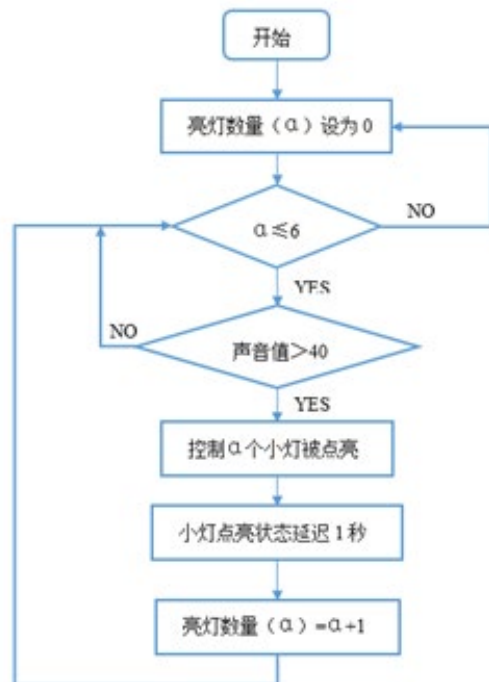 开始
亮灯数量（α）设为 0
α≤6
NO
YES
NO
声音值＞40
YES
控制α个小灯被点亮
小灯点亮状态延迟 1 秒
亮灯数量（α）=α+1